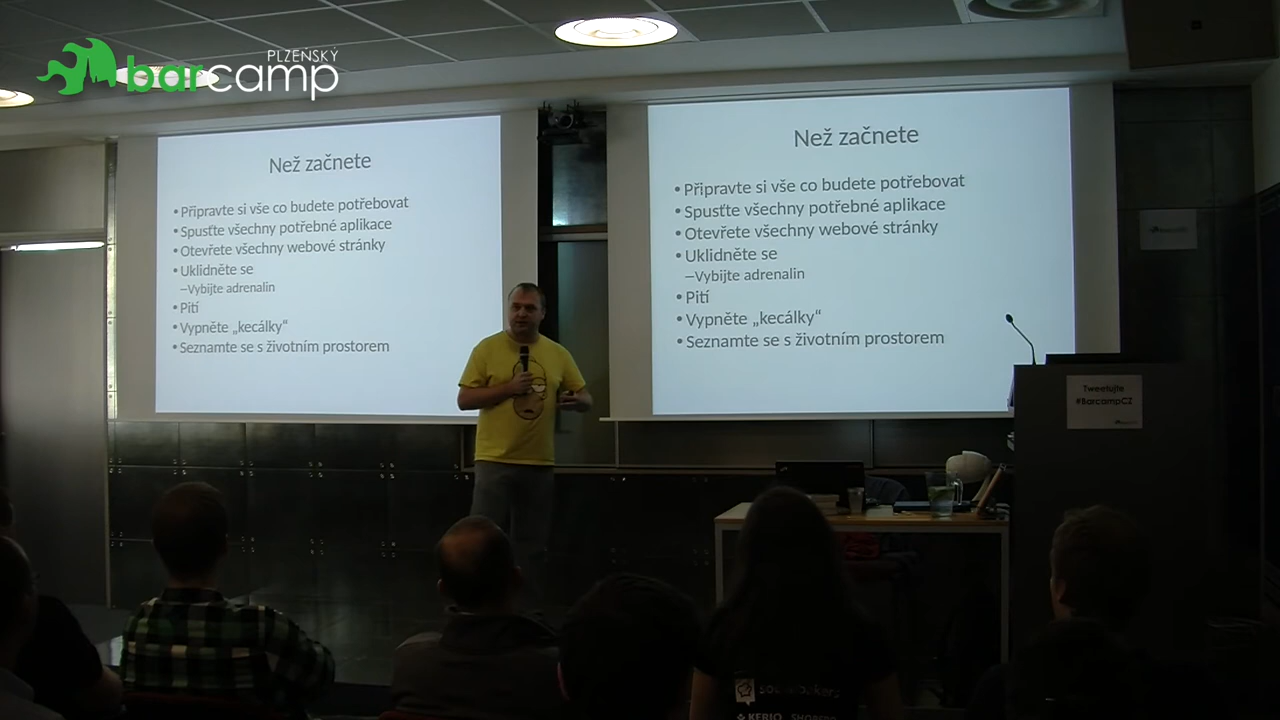 PLZEŇSKÝ
barcamp
Než začnete
• Připravte si vše co budete potřebovat
• Spusťte všechny potřebné aplikace
• Otevřete všechny webové stránky
• Uklidněte se
–Vybijte adrenalin
• Pití
• Vypněte „kecálky“
• Seznamte se s životním prostorem
Než začnete
• Připravte si vše co budete potřebovat
• Spusťte všechny potřebné aplikace
• Otevřete všechny webové stránky
• Uklidněte se
–Vybijte adrenalin
• Pití
• Vypněte „kecálky“
• Seznamte se s životním prostorem
Tweetujte
#BarcampCZ
socialbakers
KERIO